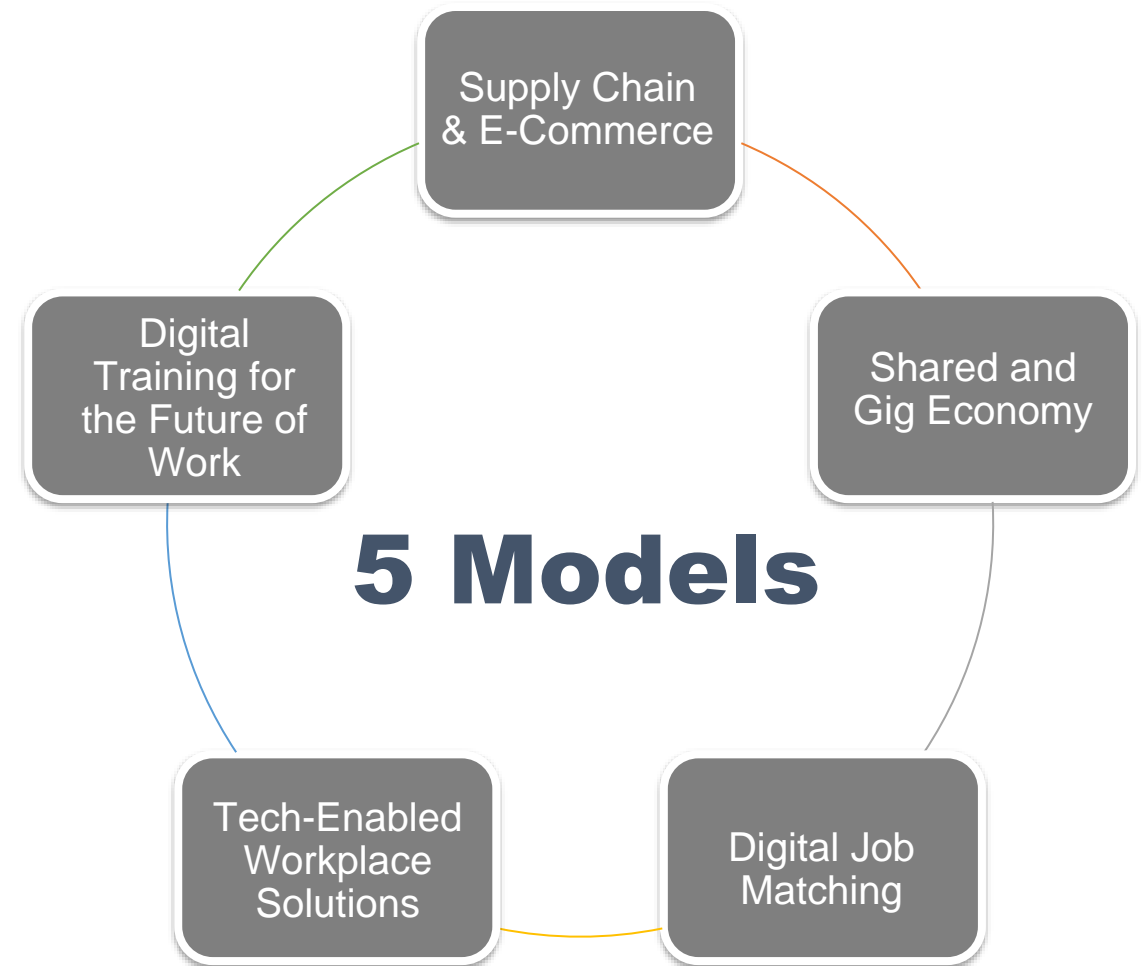 Supply Chain
& E-Commerce
Digital
Training for
the Future of
Work
Shared and
Gig Economy
5 Models
Tech-Enabled
Workplace
Solutions
Digital Job
Matching